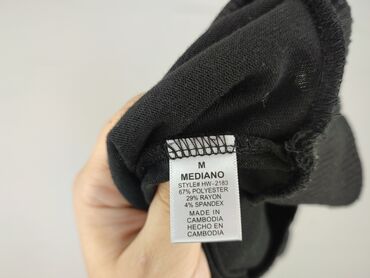 M
MEDIANO
STYLE# HW-2183
67% POLYESTER
29% RAYON
4% SPANDEX
MADE IN
CAMBODIA
HECHO EN
CAMBODIA